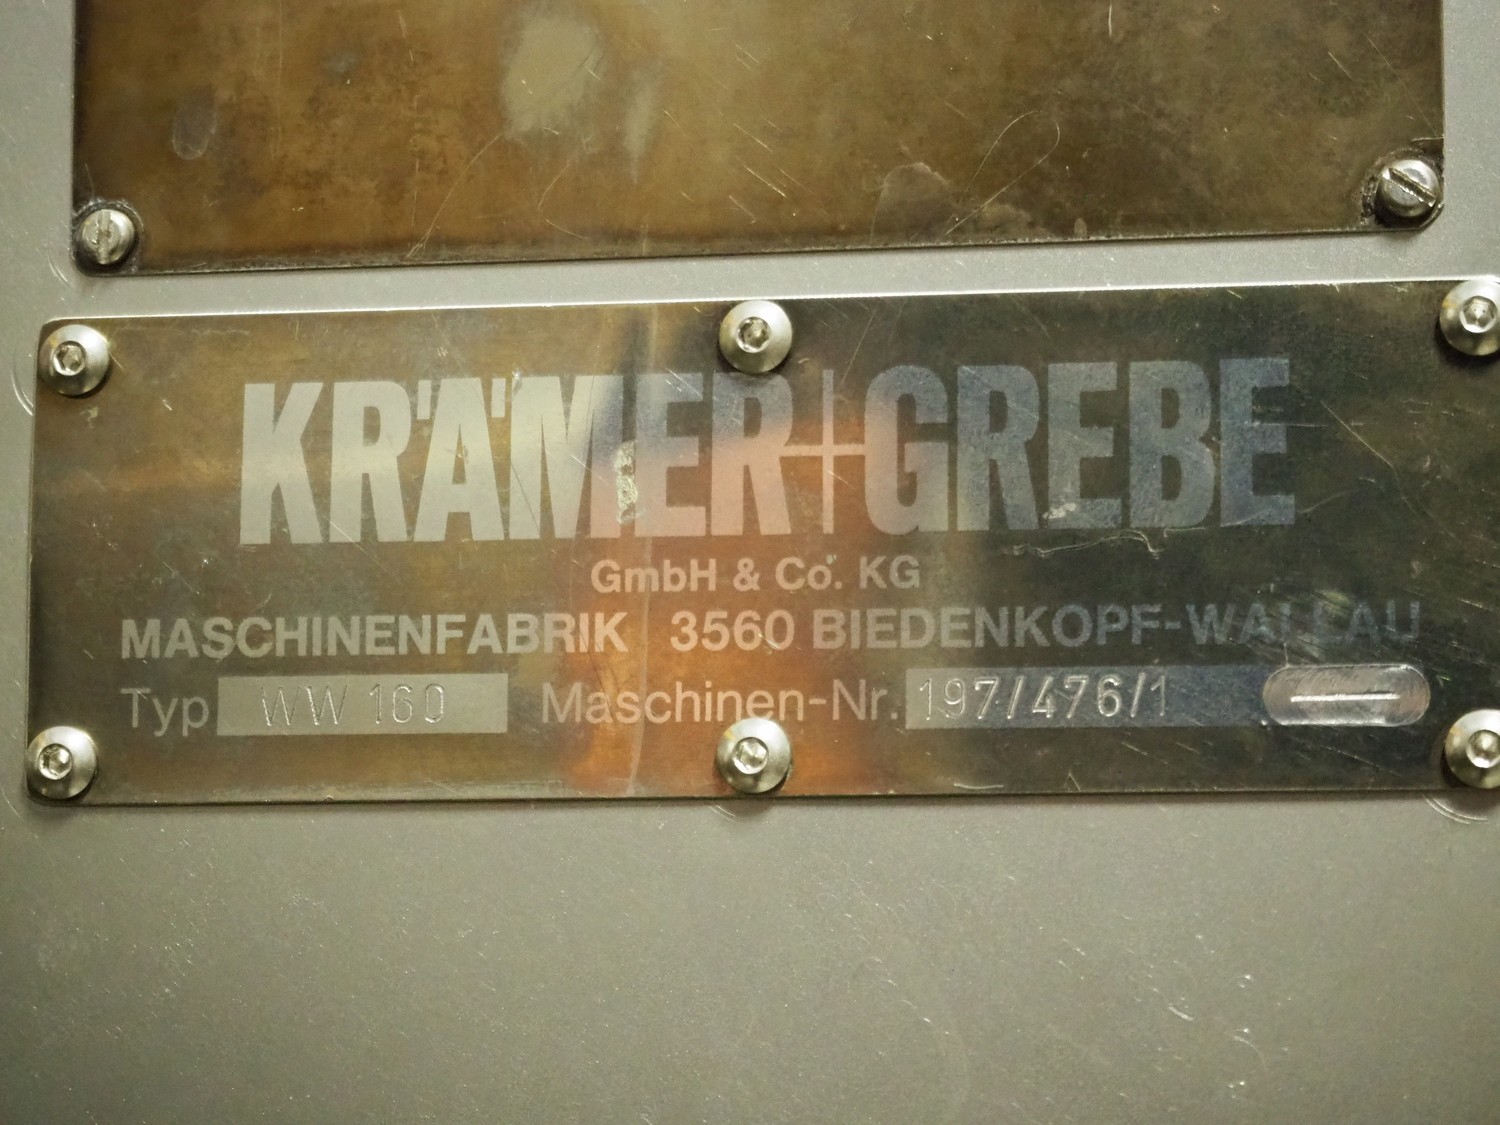 KRÄMER+GREBE
GmbH & Co. KG
MASCHINENFABRIK 3560 BIEDENKOPF-WALLAU
Typ WW 160 Maschinen-Nr. 197/476/1